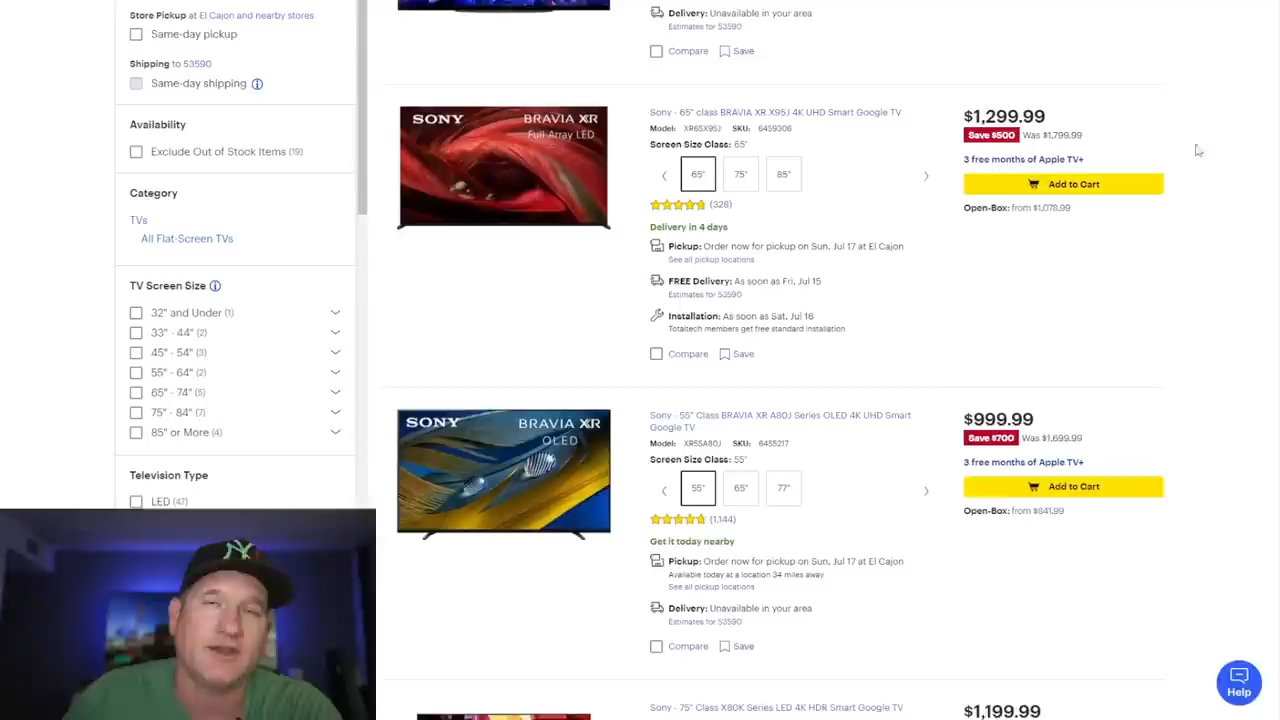 Store Pickup at El Cajon and nearby stores
Same-day pickup
Shipping to 53590
Same-day shipping
Availability
Exclude Out of Stock Items (19)
Category
TVs
All Flat-Screen TVs
TV Screen Size
32" and Under (1)
33" - 44" (2)
45" - 54" (3)
55" - 64" (2)
65" - 74" (5)
75" - 84" (7)
85" or More (4)
Television Type
LED (47)
NY
Delivery: Unavailable in your area
Estimates for 53590
Compare Save
SONY BRAVIA XR
Full Array LED
Sony - 65" class BRAVIA XR X95J 4K UHD Smart Google TV
Model: XR65X95J SKU: 6459306
Screen Size Class: 65"
65" 75" 85"
(328)
Delivery in 4 days
Pickup: Order now for pickup on Sun, Jul 17 at El Cajon
See all pickup locations
FREE Delivery: As soon as Fri, Jul 15
Estimates for 53590
Installation: As soon as Sat, Jul 16
Totaltech members get free standard installation
Compare Save
$1,299.99
Save $500 Was $1,799.99
3 free months of Apple TV+
Add to Cart
Open-Box: from $1,078.99
SONY BRAVIA XR
OLED
Sony - 55" Class BRAVIA XR A80J Series OLED 4K UHD Smart
Google TV
Model: XR55A80J SKU: 6455217
Screen Size Class: 55"
55" 65" 77"
(1,144)
Get it today nearby
Pickup: Order now for pickup on Sun, Jul 17 at El Cajon
Available today at a location 34 miles away
See all pickup locations
Delivery: Unavailable in your area
Estimates for 53590
Compare Save
$999.99
Save $700 Was $1,699.99
3 free months of Apple TV+
Add to Cart
Open-Box: from $841.99
Sony - 75" Class X80K Series LED 4K HDR Smart Google TV
$1,199.99
Help